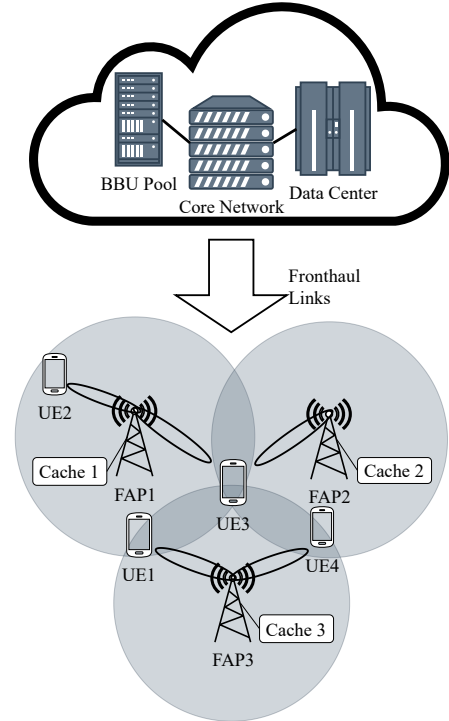 BBU Pool
Core Network
Data Center
Fronthaul
Links
UE2
Cache 1
FAP1
Cache 2
FAP2
UE3
UE1
UE4
Cache 3
FAP3